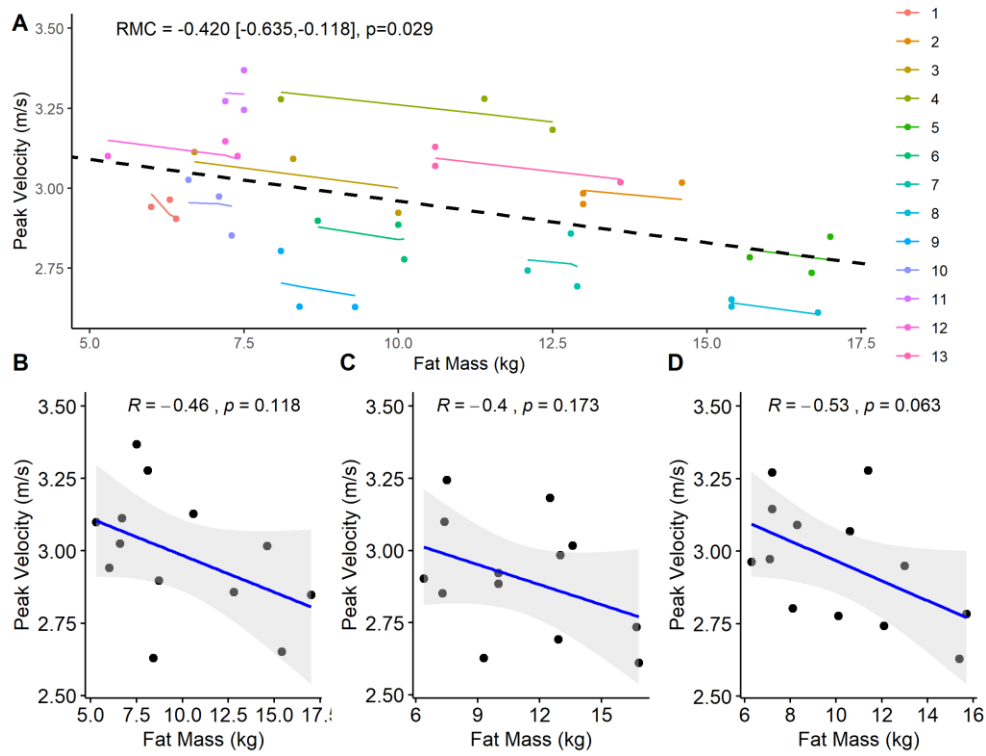 A
RMC = -0.420 [-0.635,-0.118], p=0.029
Peak Velocity (m/s)
3.50
3.25
3.00
2.75
5.0 7.5 10.0 12.5 15.0 17.5
Fat Mass (kg)
1
2
3
4
5
6
7
8
9
10
11
12
13
B
R = −0.46 , p = 0.118
Peak Velocity (m/s)
3.50
3.25
3.00
2.75
2.50
5.0 7.5 10.0 12.5 15.0 17.5
Fat Mass (kg)
C
R = −0.4 , p = 0.173
Peak Velocity (m/s)
3.50
3.25
3.00
2.75
2.50
6 9 12 15
Fat Mass (kg)
D
R = −0.53 , p = 0.063
Peak Velocity (m/s)
3.50
3.25
3.00
2.75
2.50
6 8 10 12 14 16
Fat Mass (kg)